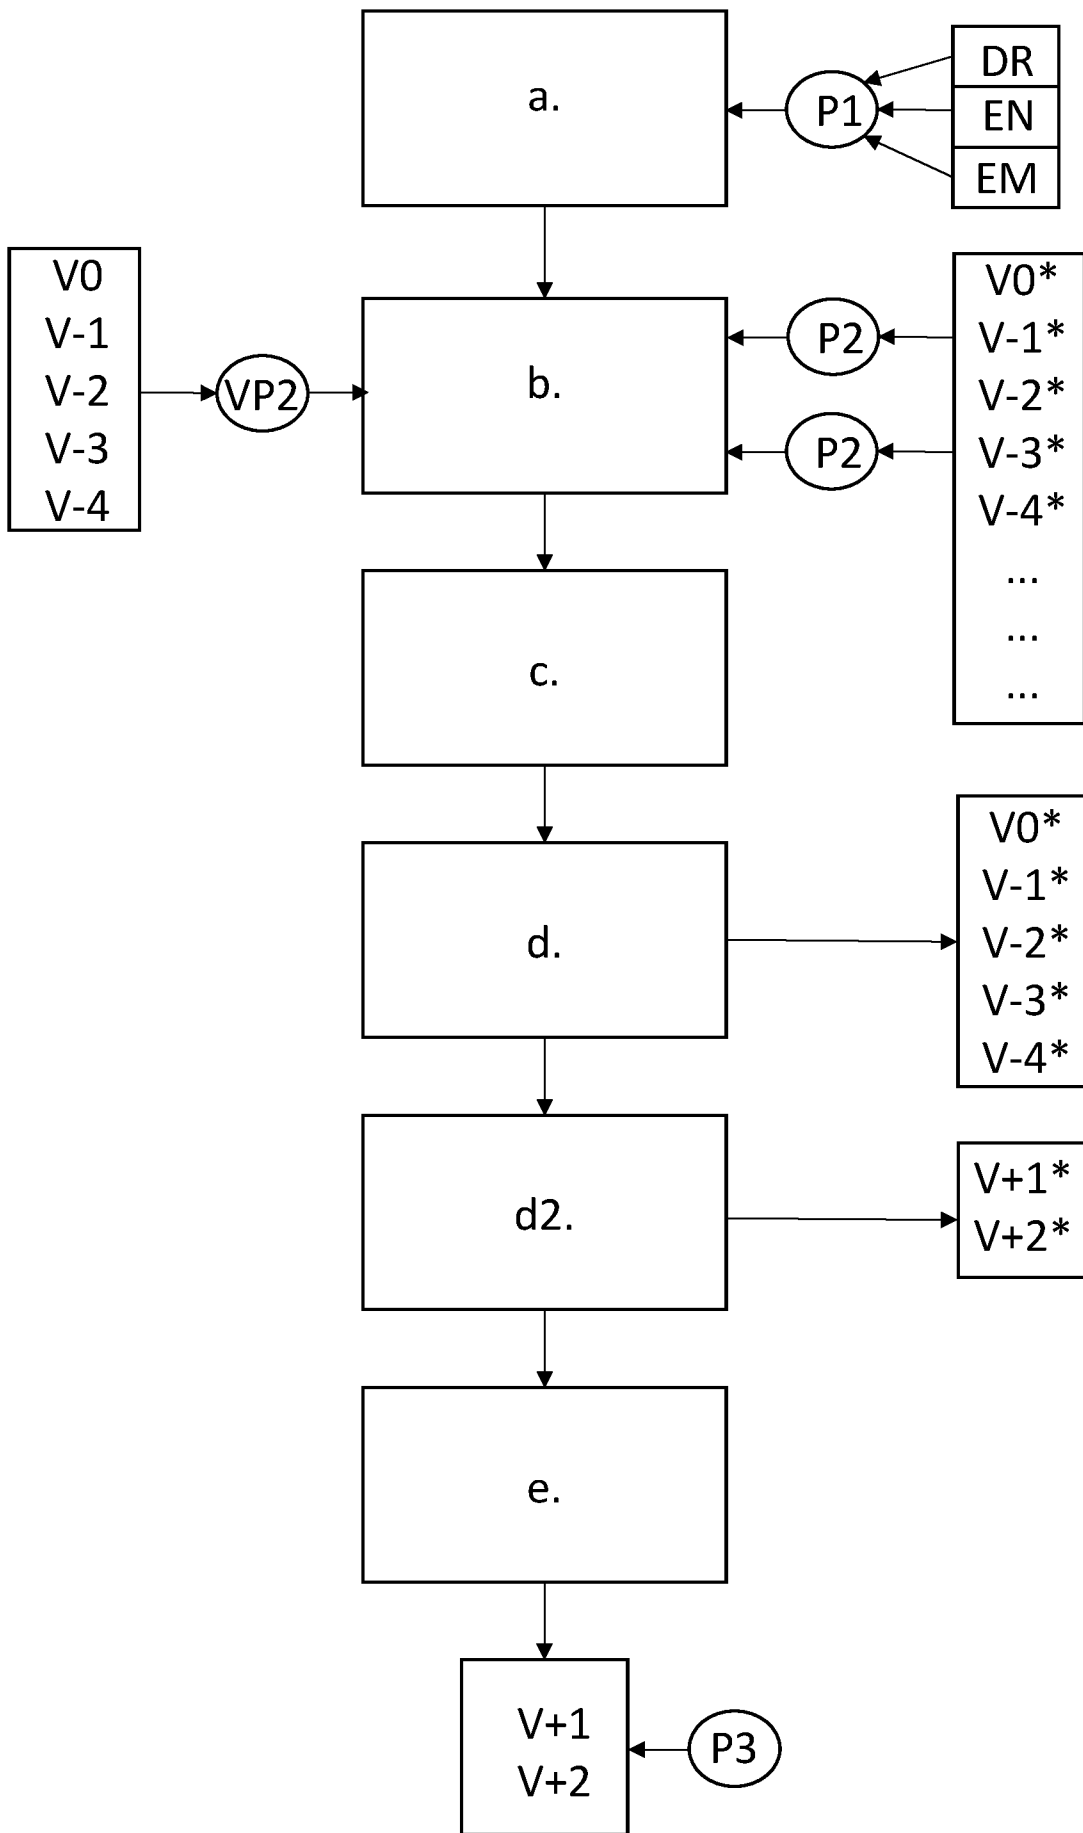 a.
P1
DR
EN
EM
V0
V-1
V-2
V-3
V-4
VP2
b.
P2
P2
V0*
V-1*
V-2*
V-3*
V-4*
...
...
...
c.
d.
V0*
V-1*
V-2*
V-3*
V-4*
d2.
V+1*
V+2*
e.
V+1
V+2
P3